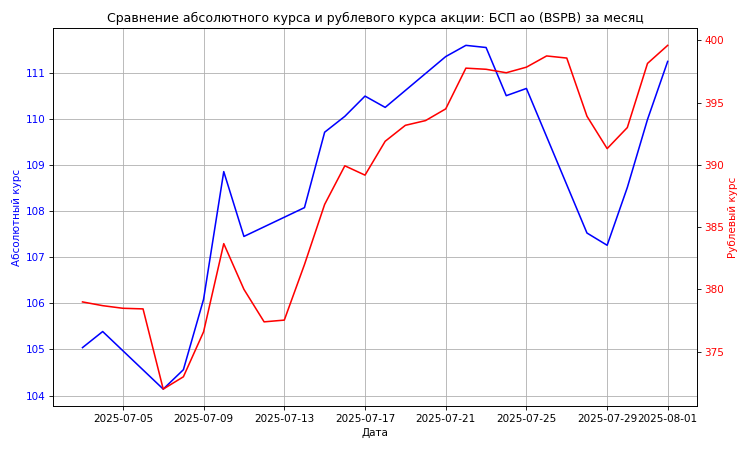 Сравнение абсолютного курса и рублевого курса акции: БСП ао (BSPB) за месяц
400
111
395
110
109
390
108
385
107
380
106
105
375
104
Абсолютный курс
Рублевый курс
2025-07-05 2025-07-09 2025-07-13 2025-07-17 2025-07-21 2025-07-25 2025-07-29 2025-08-01
Дата